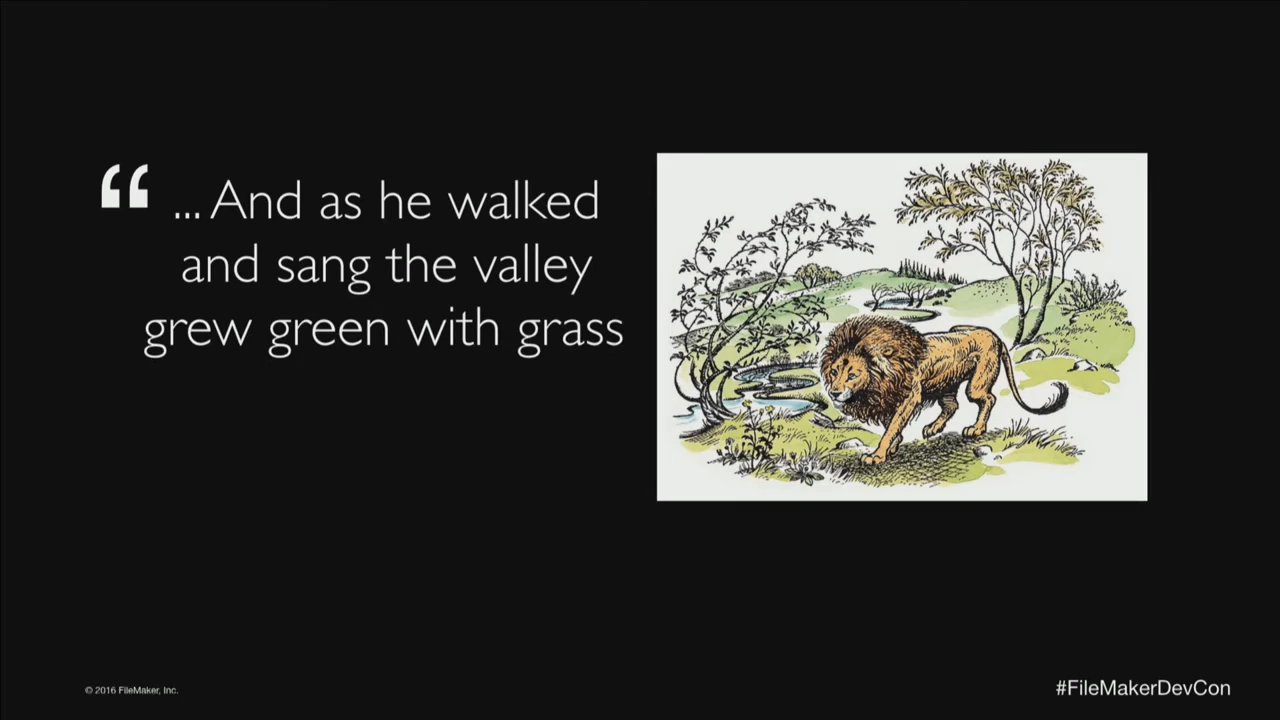 “ ... And as he walked
and sang the valley
grew green with grass
© 2016 FileMaker, Inc.
#FileMakerDevCon